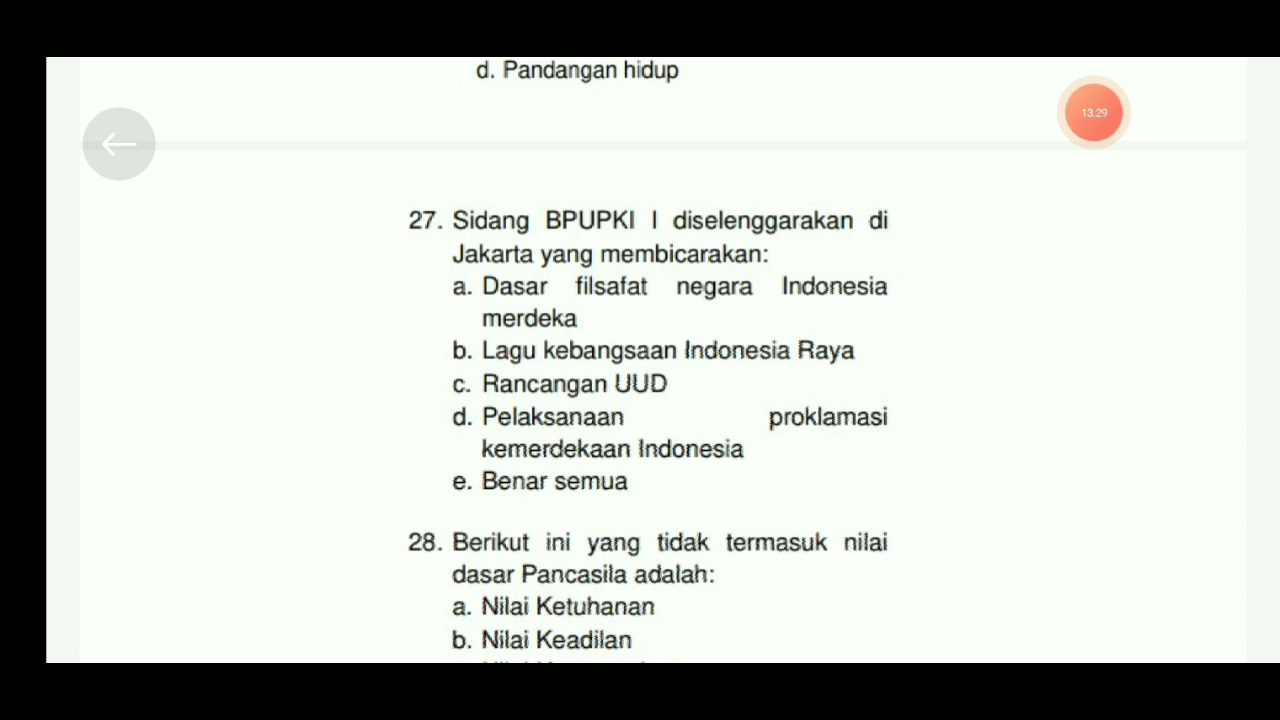 d. Pandangan hidup
13.29
27. Sidang BPUPKI I diselenggarakan di
Jakarta yang membicarakan:
a. Dasar filsafat negara Indonesia
merdeka
b. Lagu kebangsaan Indonesia Raya
c. Rancangan UUD
d. Pelaksanaan proklamasi
kemerdekaan Indonesia
e. Benar semua
28. Berikut ini yang tidak termasuk nilai
dasar Pancasila adalah:
a. Nilai Ketuhanan
b. Nilai Keadilan